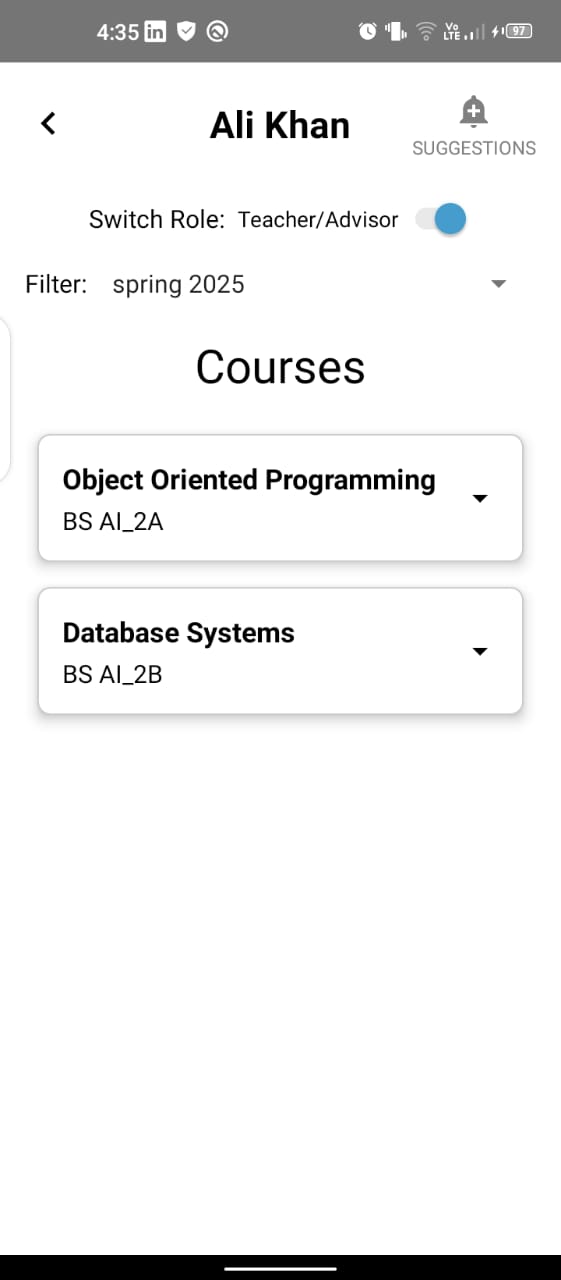 4:35 in Vo LTE 97
Ali Khan
SUGGESTIONS
Switch Role: Teacher/Advisor
Filter: spring 2025
Courses
Object Oriented Programming
BS AI_2A
Database Systems
BS AI_2B